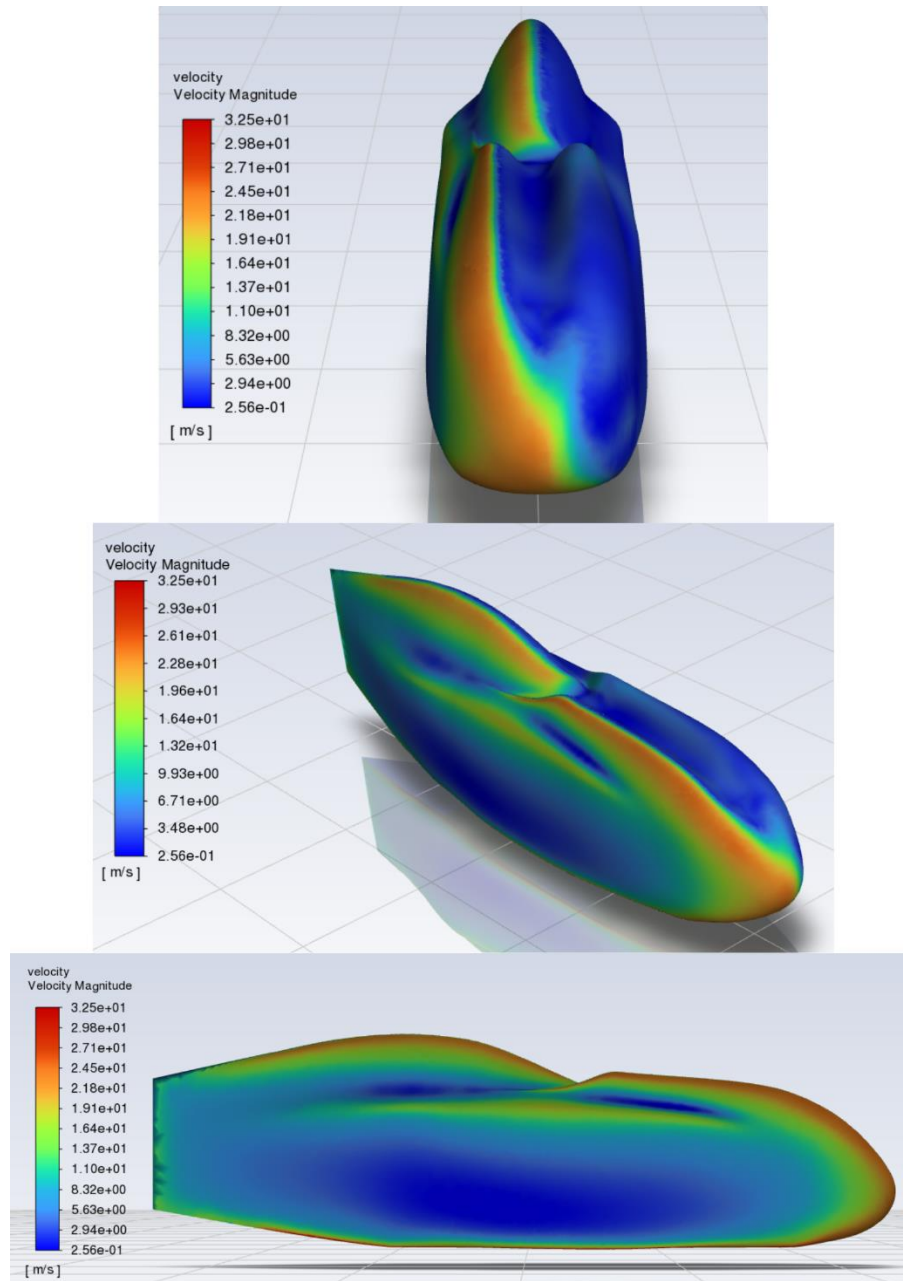 velocity
Velocity Magnitude
3.25e+01
2.98e+01
2.71e+01
2.45e+01
2.18e+01
1.91e+01
1.64e+01
1.37e+01
1.10e+01
8.32e+00
5.63e+00
2.94e+00
2.56e-01
[ m/s ]
velocity
Velocity Magnitude
3.25e+01
2.93e+01
2.61e+01
2.28e+01
1.96e+01
1.64e+01
1.32e+01
9.93e+00
6.71e+00
3.48e+00
2.56e-01
[ m/s ]
velocity
Velocity Magnitude
3.25e+01
2.98e+01
2.71e+01
2.45e+01
2.18e+01
1.91e+01
1.64e+01
1.37e+01
1.10e+01
8.32e+00
5.63e+00
2.94e+00
2.56e-01
[ m/s ]